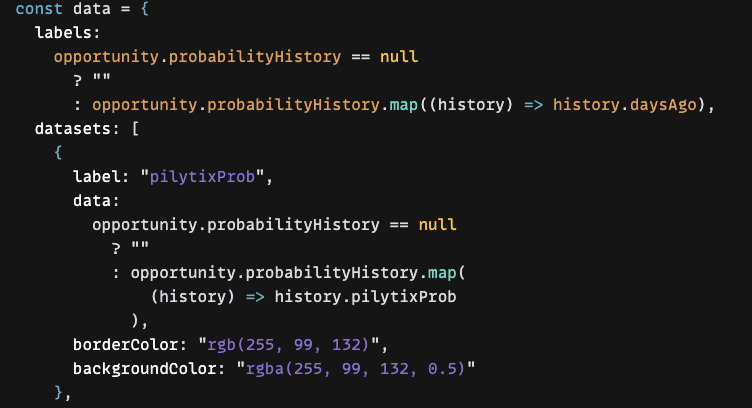 const data = {
labels:
opportunity.probabilityHistory == null
? ""
: opportunity.probabilityHistory.map((history) => history.daysAgo),
datasets: [
{
label: "pilytixProb",
data:
opportunity.probabilityHistory == null
? ""
: opportunity.probabilityHistory.map(
(history) => history.pilytixProb
),
borderColor: "rgb(255, 99, 132)",
backgroundColor: "rgba(255, 99, 132, 0.5)"
},